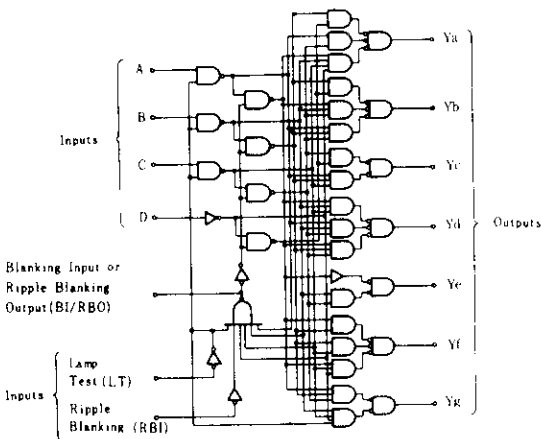 A
B
Inputs
C
D
Blanking Input or
Ripple Blanking
Output(BI/RBO)
Lamp
Test(LT)
Inputs
Ripple
Blanking(RBI)
Ya
Yb
Yc
Yd
Outputs
Ye
Yf
Yg